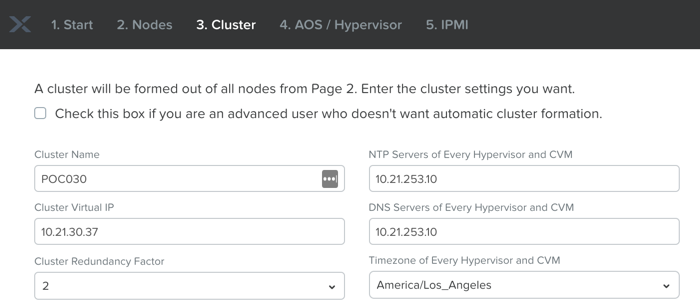 1. Start 2. Nodes 3. Cluster 4. AOS / Hypervisor 5. IPMI
A cluster will be formed out of all nodes from Page 2. Enter the cluster settings you want.
Check this box if you are an advanced user who doesn't want automatic cluster formation.
Cluster Name
POC030
NTP Servers of Every Hypervisor and CVM
10.21.253.10
Cluster Virtual IP
10.21.30.37
DNS Servers of Every Hypervisor and CVM
10.21.253.10
Cluster Redundancy Factor
2
Timezone of Every Hypervisor and CVM
America/Los_Angeles